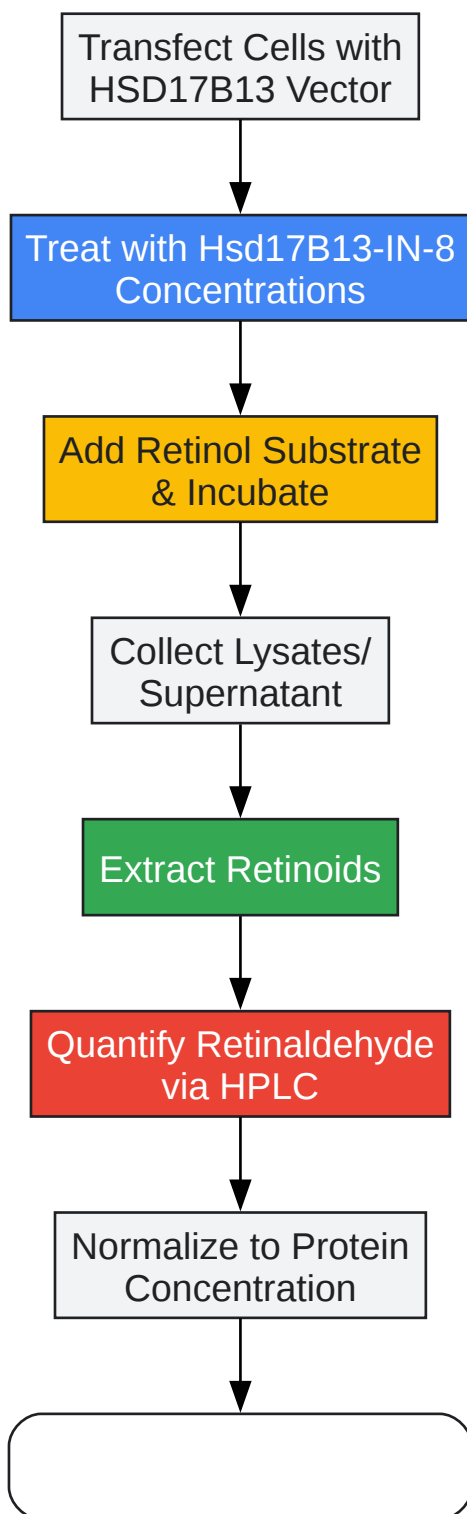 Transfect Cells with
HSD17B13 Vector
Treat with Hsd17B13-IN-8
Concentrations
Add Retinol Substrate
& Incubate
Collect Lysates/
Supernatant
Extract Retinoids
Quantify Retinaldehyde
via HPLC
Normalize to Protein
Concentration